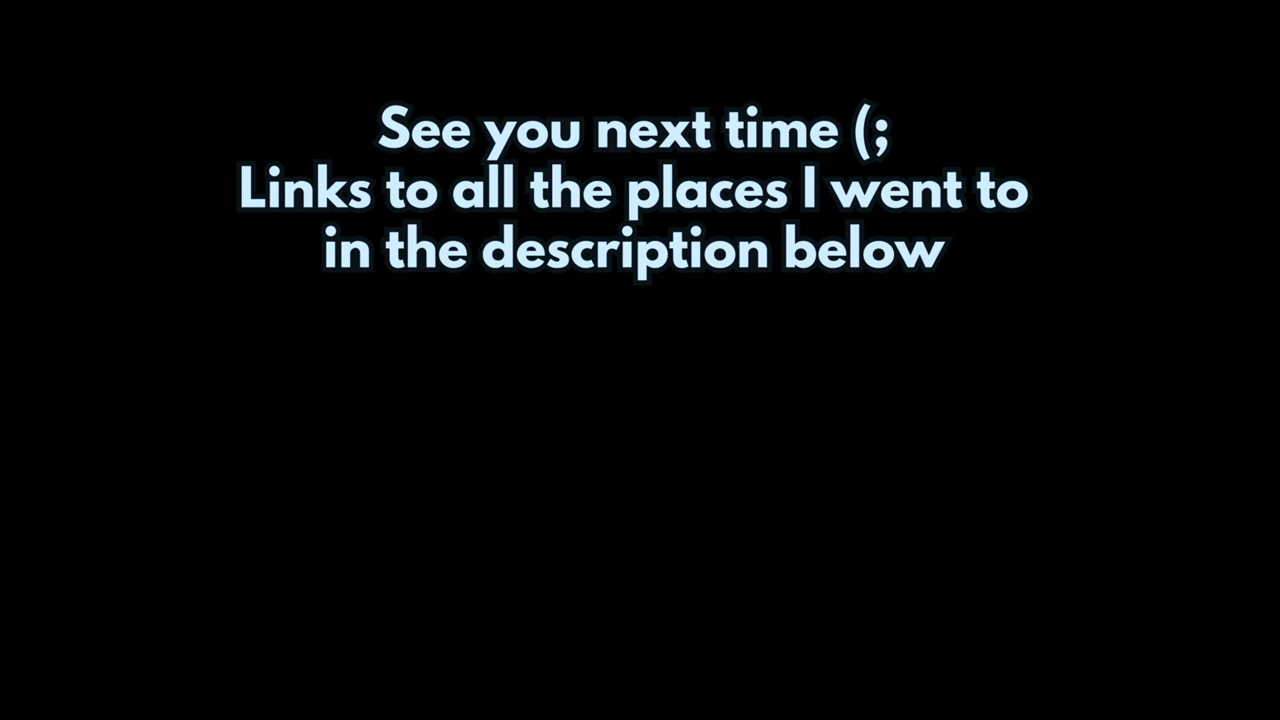 See you next time (;
Links to all the places I went to
in the description below